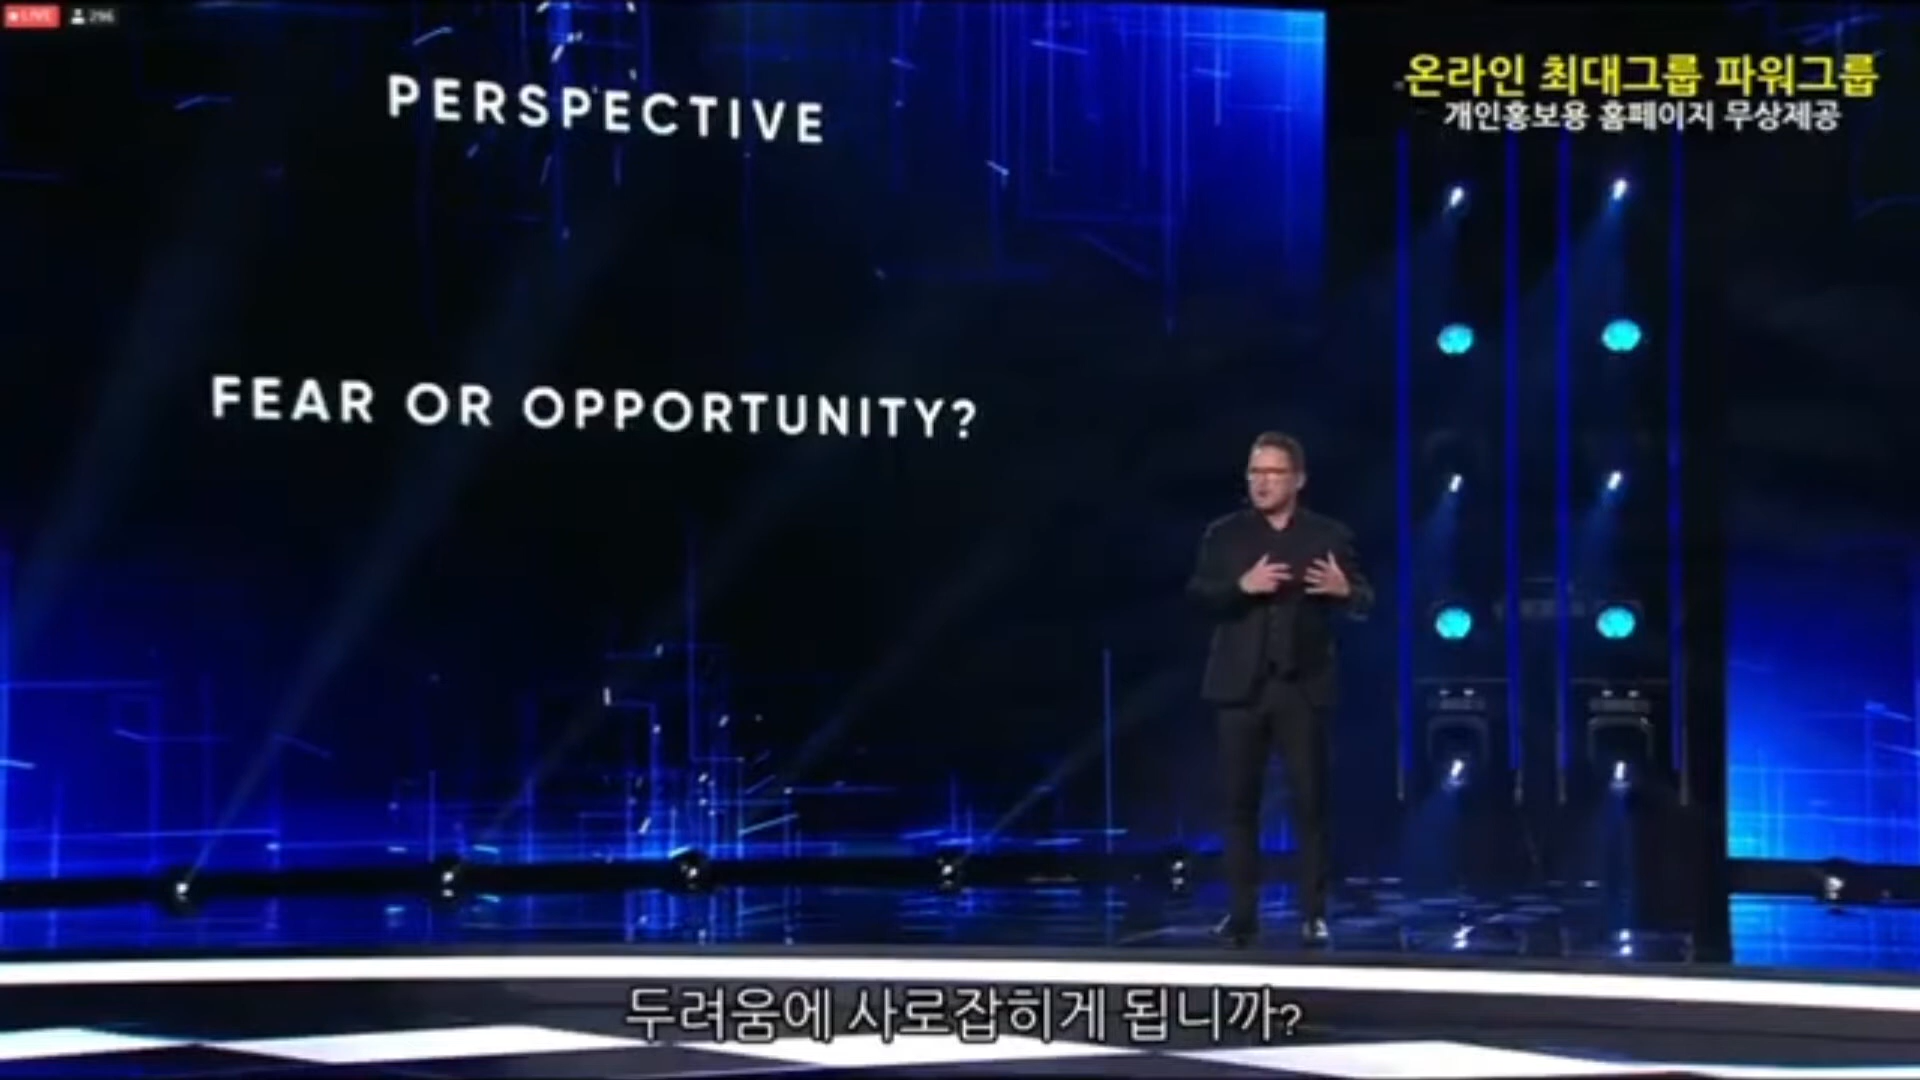 LIVE 296
온라인 최대그룹 파워그룹
개인홍보용 홈페이지 무상제공
PERSPECTIVE
FEAR OR OPPORTUNITY?
두려움에 사로잡히게 됩니까?